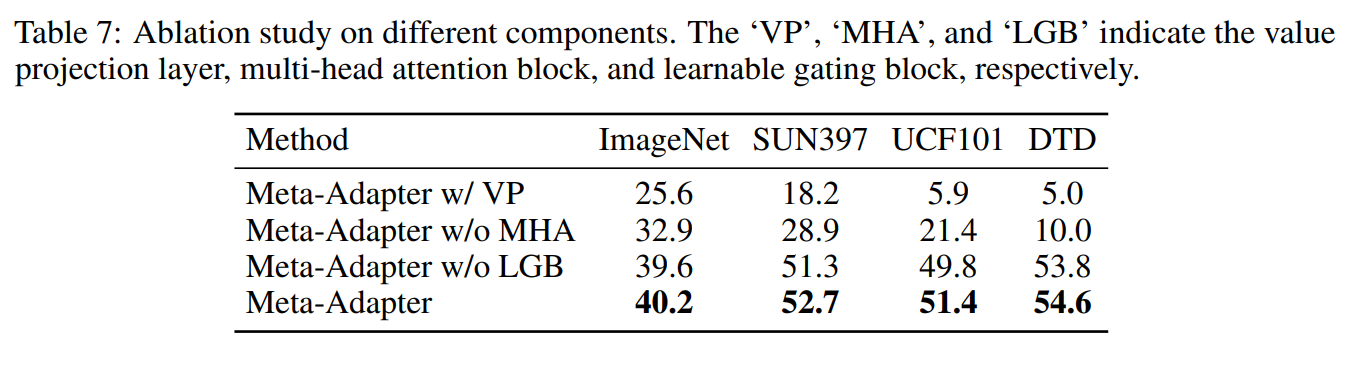 Table 7: Ablation study on different components. The ‘VP’, ‘MHA’, and ‘LGB’ indicate the value
projection layer, multi-head attention block, and learnable gating block, respectively.
Method ImageNet SUN397 UCF101 DTD
Meta-Adapter w/ VP 25.6 18.2 5.9 5.0
Meta-Adapter w/o MHA 32.9 28.9 21.4 10.0
Meta-Adapter w/o LGB 39.6 51.3 49.8 53.8
Meta-Adapter 40.2 52.7 51.4 54.6